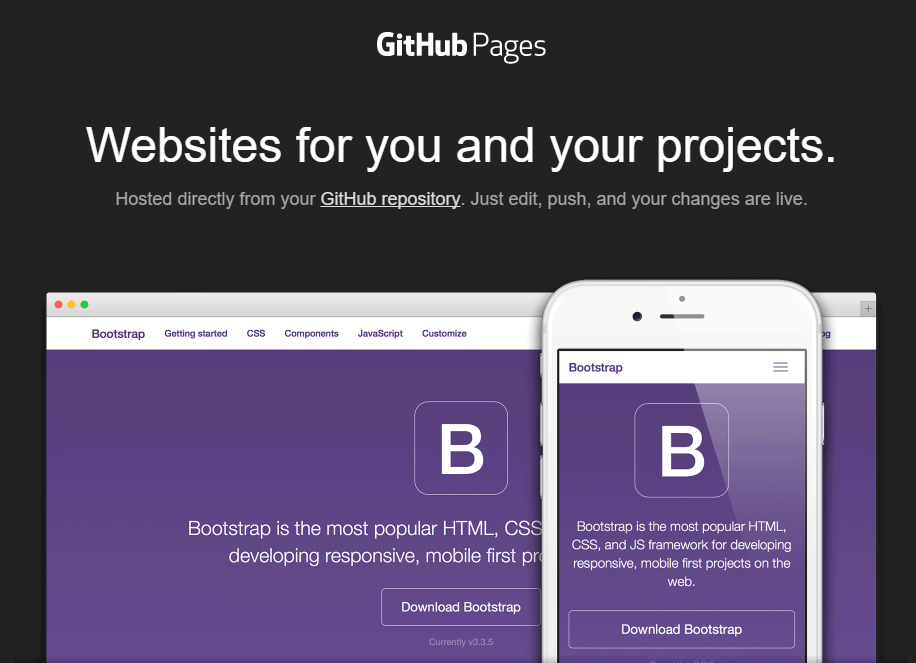 GitHub Pages
Websites for you and your projects.
Hosted directly from your GitHub repository. Just edit, push, and your changes are live.
Bootstrap Getting started CSS Components JavaScript Customize
B
Bootstrap is the most popular HTML, CSS
developing responsive, mobile first
Download Bootstrap
Currently v3.3.5
Bootstrap
B
Bootstrap is the most popular HTML,
CSS, and JS framework for developing
responsive, mobile first projects on the
web.
Download Bootstrap